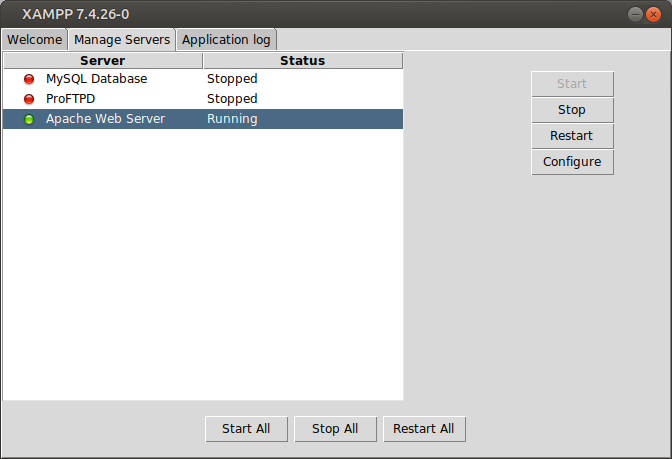 XAMPP 7.4.26-0
Welcome Manage Servers Application log
Server Status
MySQL Database Stopped
ProFTPD Stopped
Apache Web Server Running
Start
Stop
Restart
Configure
Start All Stop All Restart All